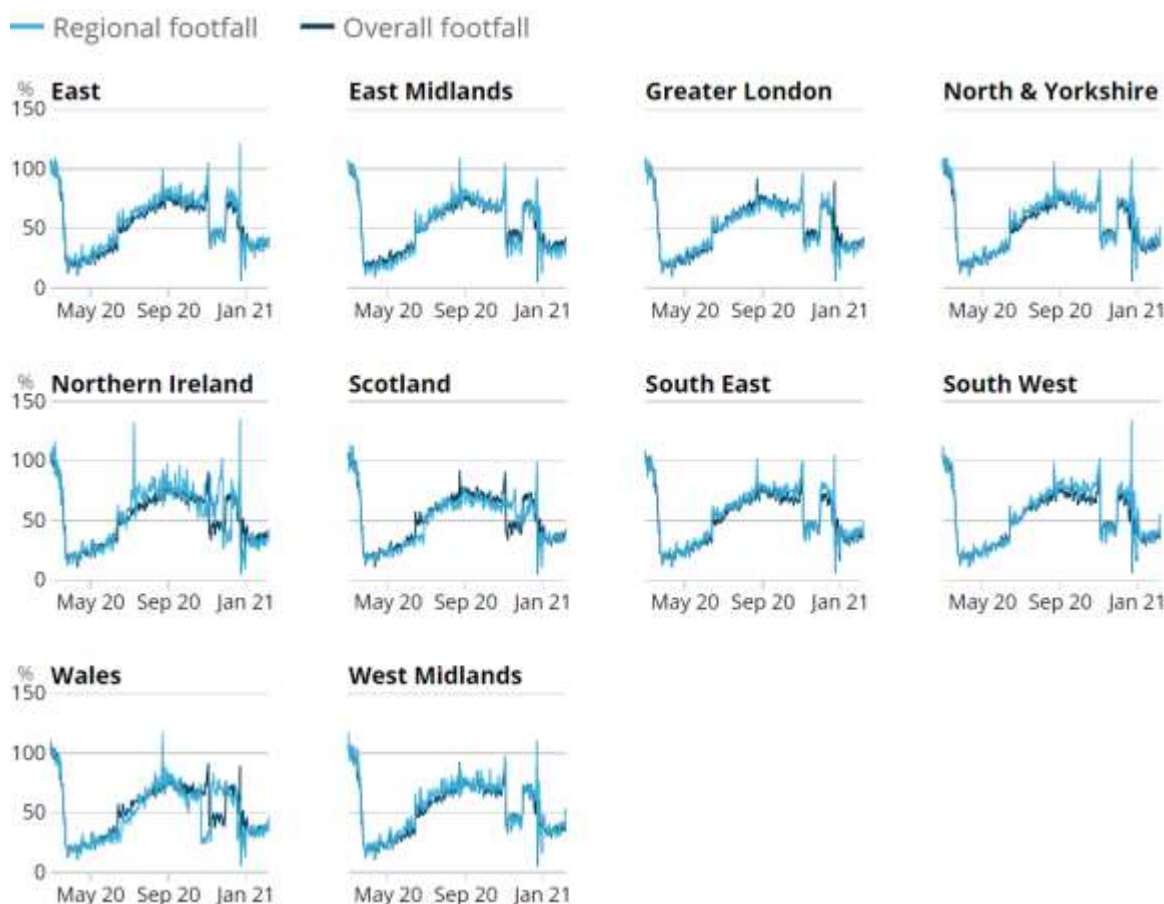 Regional footfall Overall footfall
% East East Midlands Greater London North & Yorkshire
150
100
50
0
May 20 Sep 20 Jan 21 May 20 Sep 20 Jan 21 May 20 Sep 20 Jan 21 May 20 Sep 20 Jan 21
% Northern Ireland Scotland South East South West
150
100
50
0
May 20 Sep 20 Jan 21 May 20 Sep 20 Jan 21 May 20 Sep 20 Jan 21 May 20 Sep 20 Jan 21
% Wales West Midlands
150
100
50
0
May 20 Sep 20 Jan 21 May 20 Sep 20 Jan 21